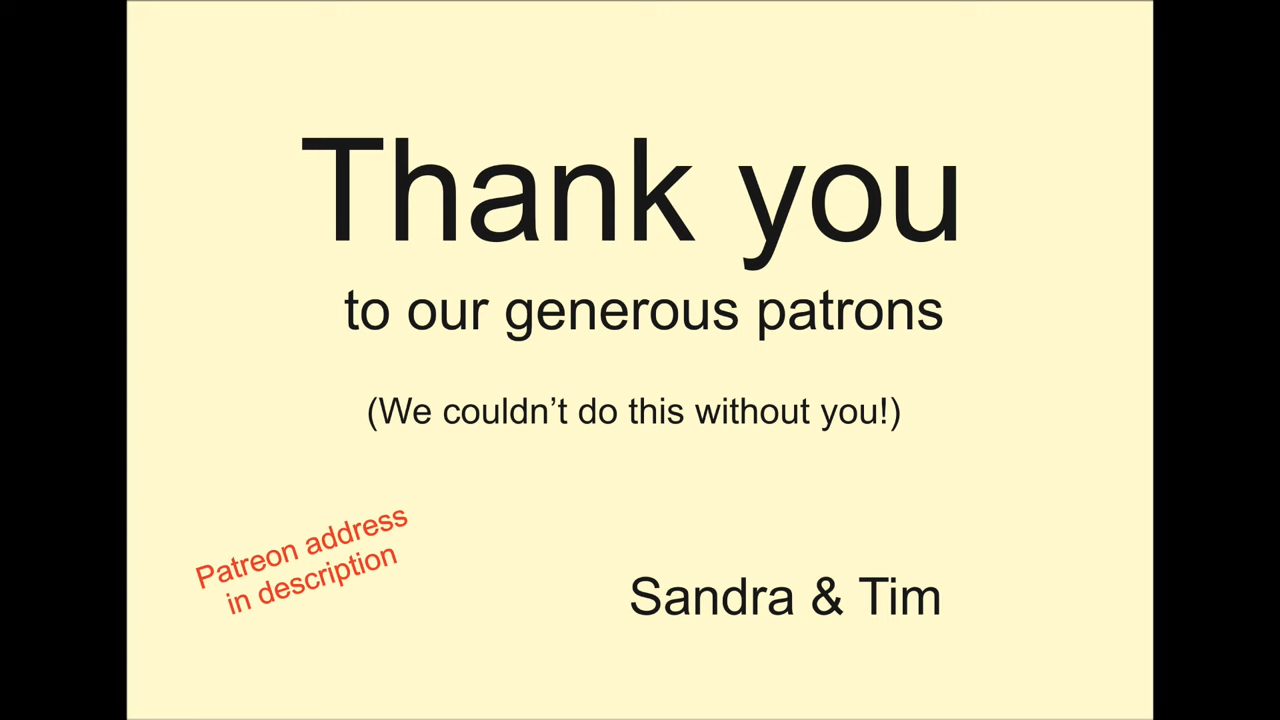 Thank you
to our generous patrons
(We couldn’t do this without you!)
Patreon address
in description
Sandra & Tim